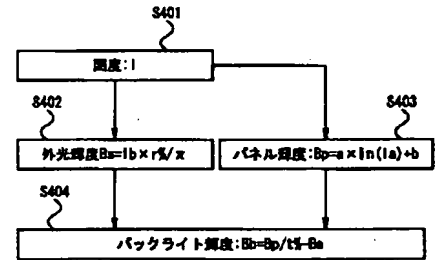 S401
照度:I
S402
外光輝度Bs=Ib×r%/π
S403
パネル輝度:Bp=a×ln(Ia)+b
S404
バックライト輝度:Bb=Bp/t%-Bs